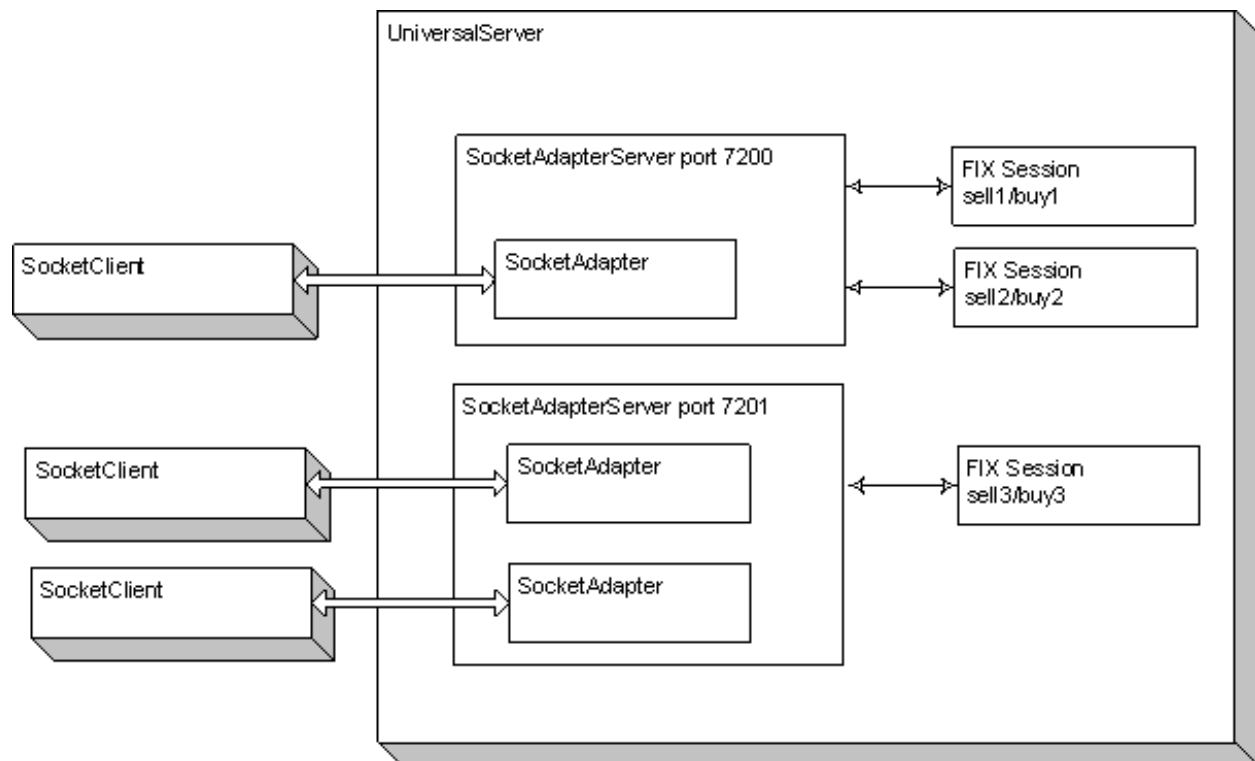 UniversalServer
SocketAdapterServer port 7200
FIX Session
sell1/buy1
SocketClient
SocketAdapter
FIX Session
sell2/buy2
SocketAdapterServer port 7201
SocketClient
SocketAdapter
FIX Session
sell3/buy3
SocketClient
SocketAdapter